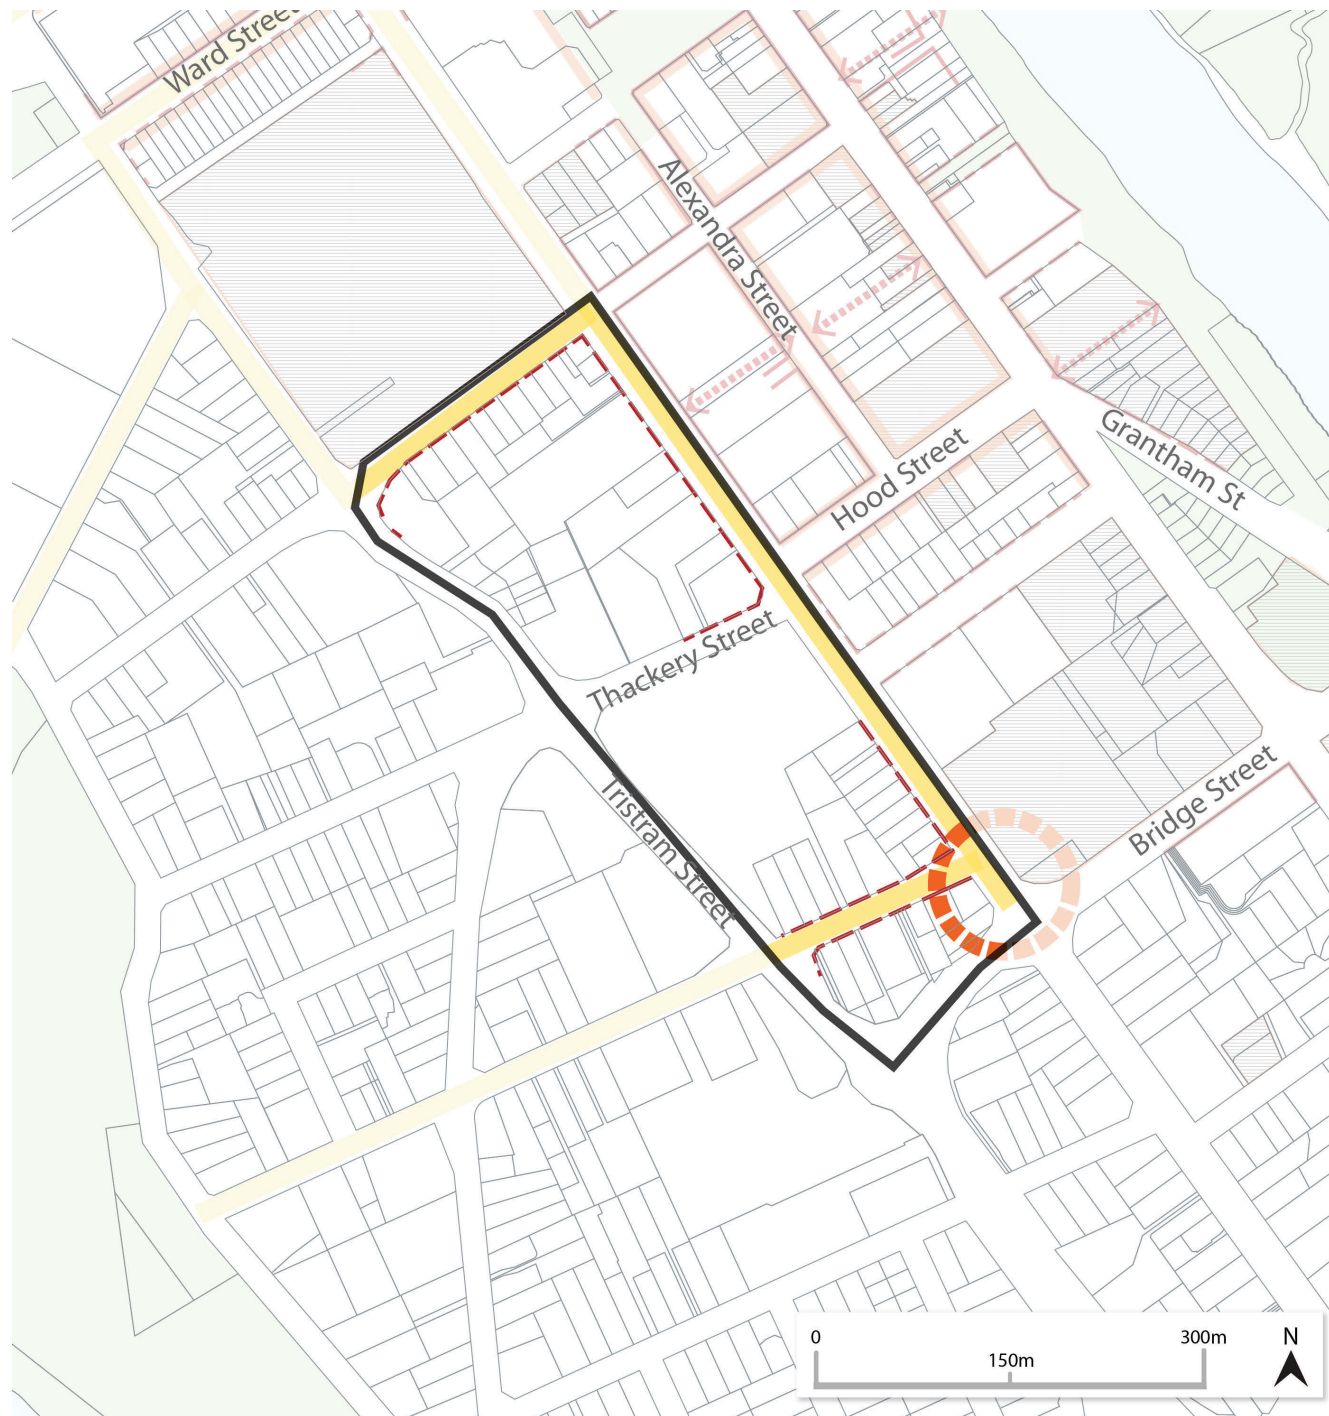 Ward Street
Alexandra Street
Grantham St
Hood Street
Thackery Street
Bridge Street
Tristram Street
0
300m
N
150m